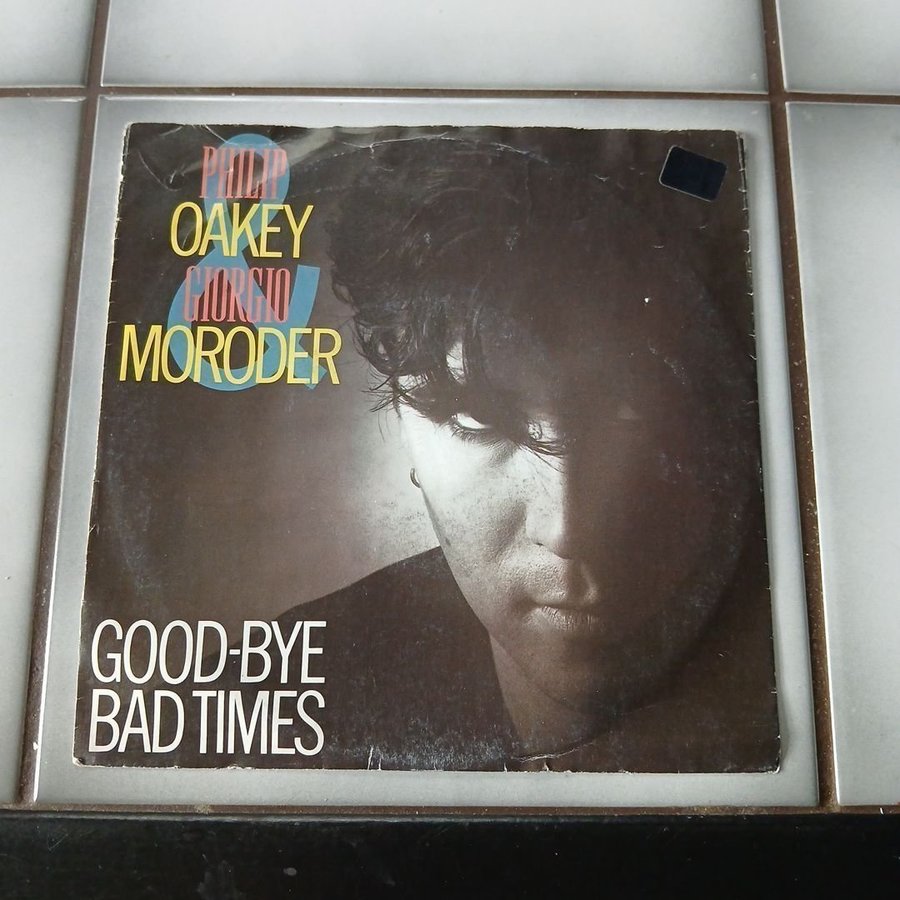 PHILIP
OAKEY
&
GIORGIO
MORODER
GOOD-BYE
BAD TIMES